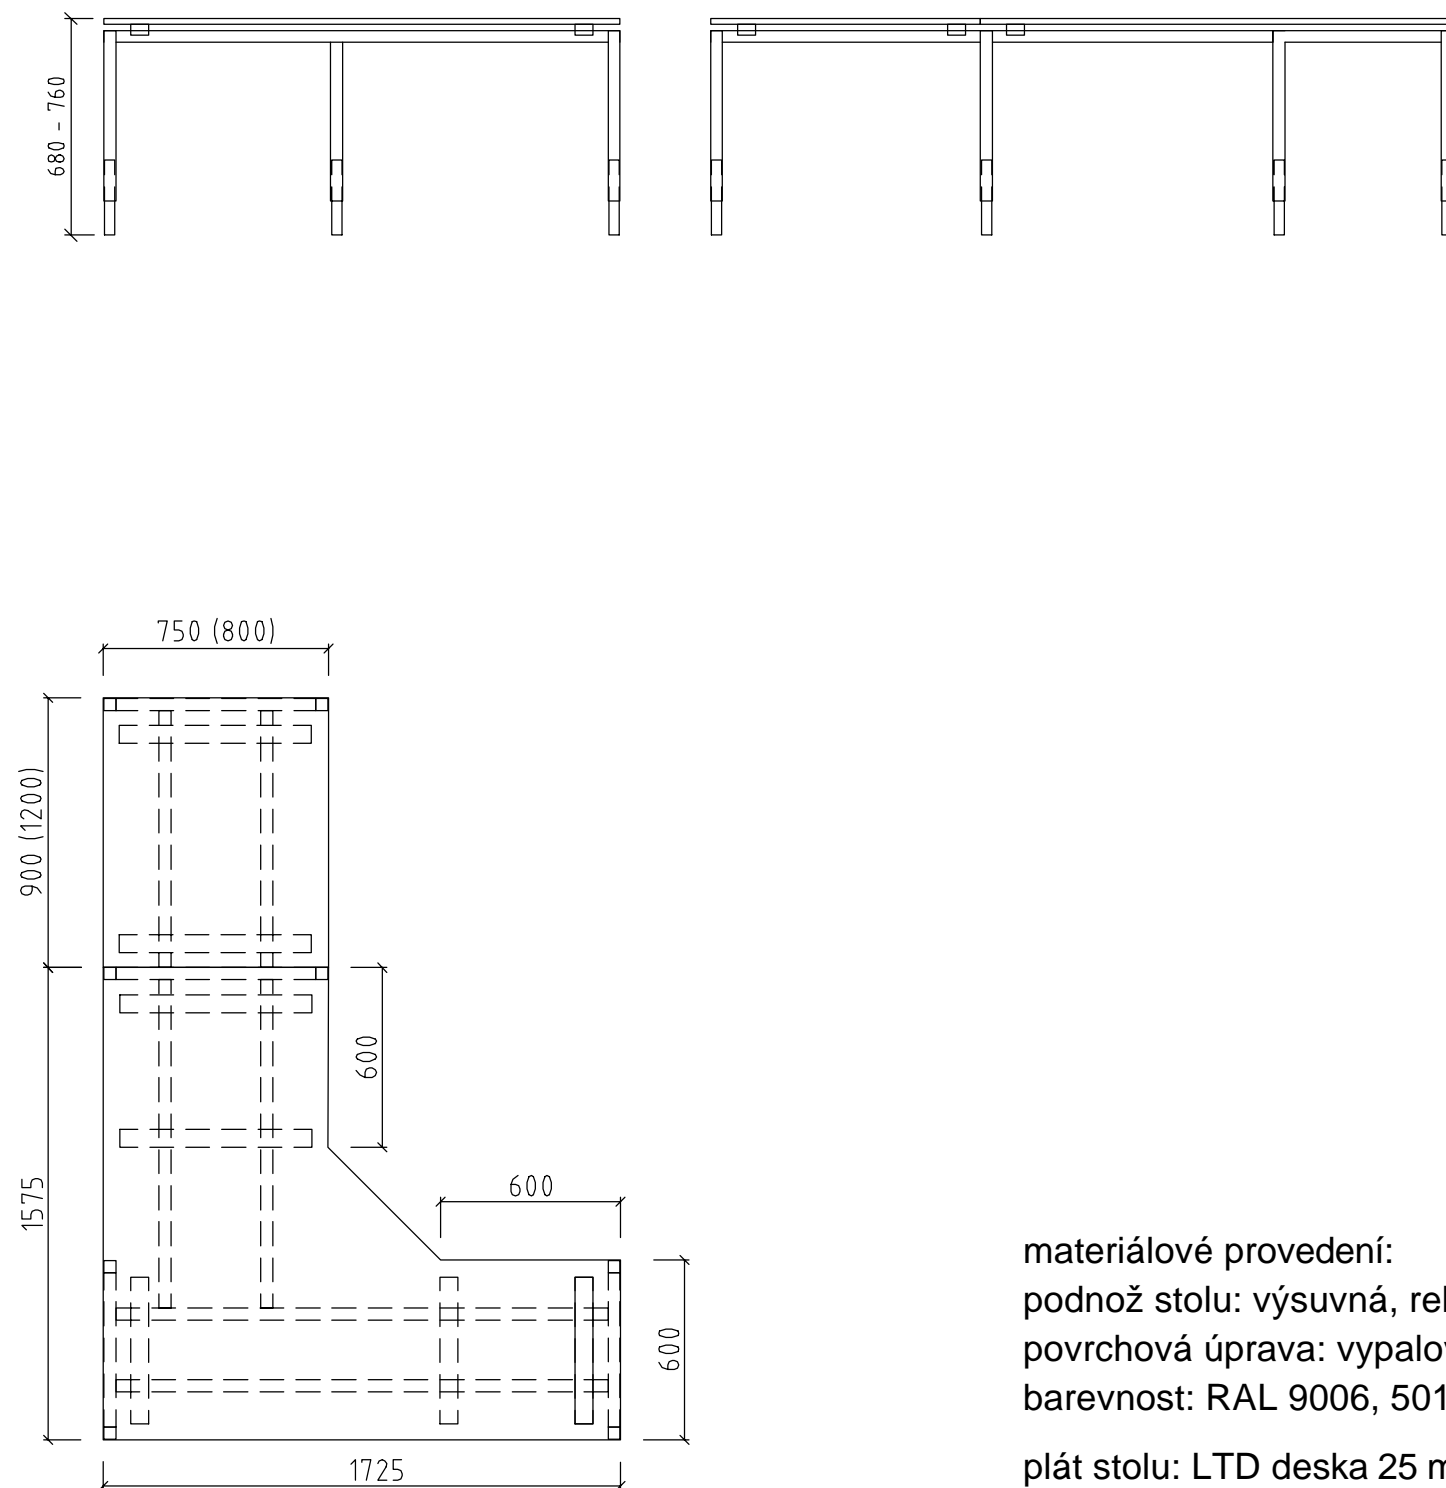 680 - 760
750 (800)
900 (1200)
600
1575
600
600
1725
materiálové provedení:
podnož stolu: výsuvná,
povrchová úprava:
barevnost: RAL 9006,
plát stolu: LTD deska 25